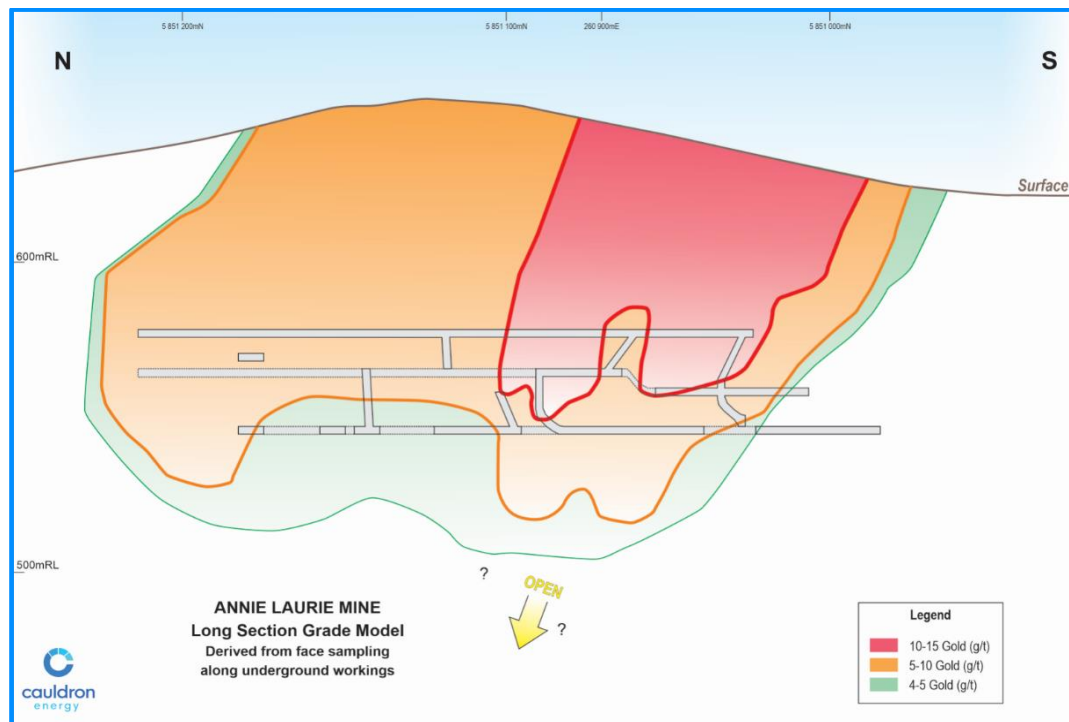 5 851 200mN
5 851 100mN
260 900mE
5 851 000mN
N
S
Surface
600mRL
500mRL
?
OPEN
?
ANNIE LAURIE MINE
Long Section Grade Model
Derived from face sampling
along underground workings
Legend
10-15 Gold (g/t)
5-10 Gold (g/t)
4-5 Gold (g/t)
cauldron
energy